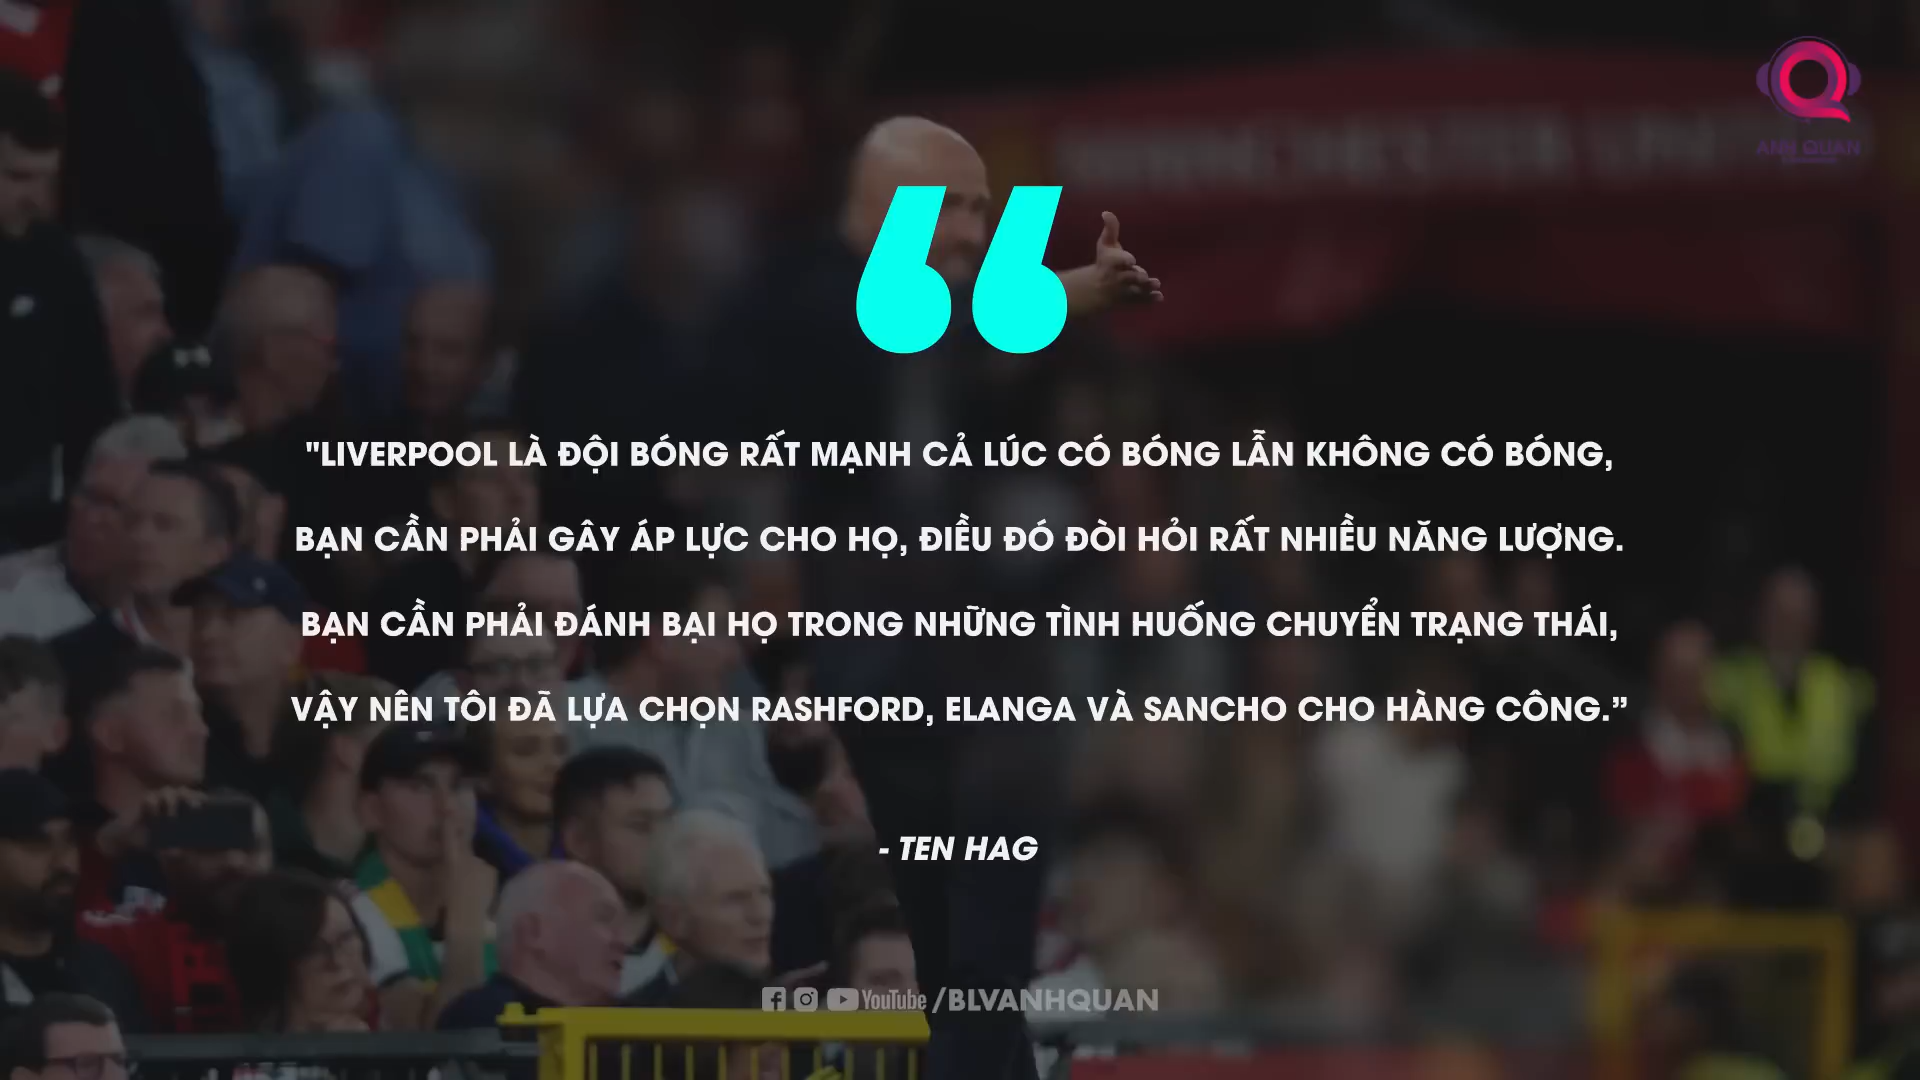 ANH QUAN
"LIVERPOOL LÀ ĐỘI BÓNG RẤT MẠNH CẢ LÚC CÓ BÓNG LẪN KHÔNG CÓ BÓNG,
BẠN CẦN PHẢI GÂY ÁP LỰC CHO HỌ, ĐIỀU ĐÓ ĐÒI HỎI RẤT NHIỀU NĂNG LƯỢNG.
BẠN CẦN PHẢI ĐÁNH BẠI HỌ TRONG NHỮNG TÌNH HUỐNG CHUYỂN TRẠNG THÁI,
VẬY NÊN TÔI ĐÃ LỰA CHỌN RASHFORD, ELANGA VÀ SANCHO CHO HÀNG CÔNG.”
- TEN HAG
YouTube /BLVANHQUAN